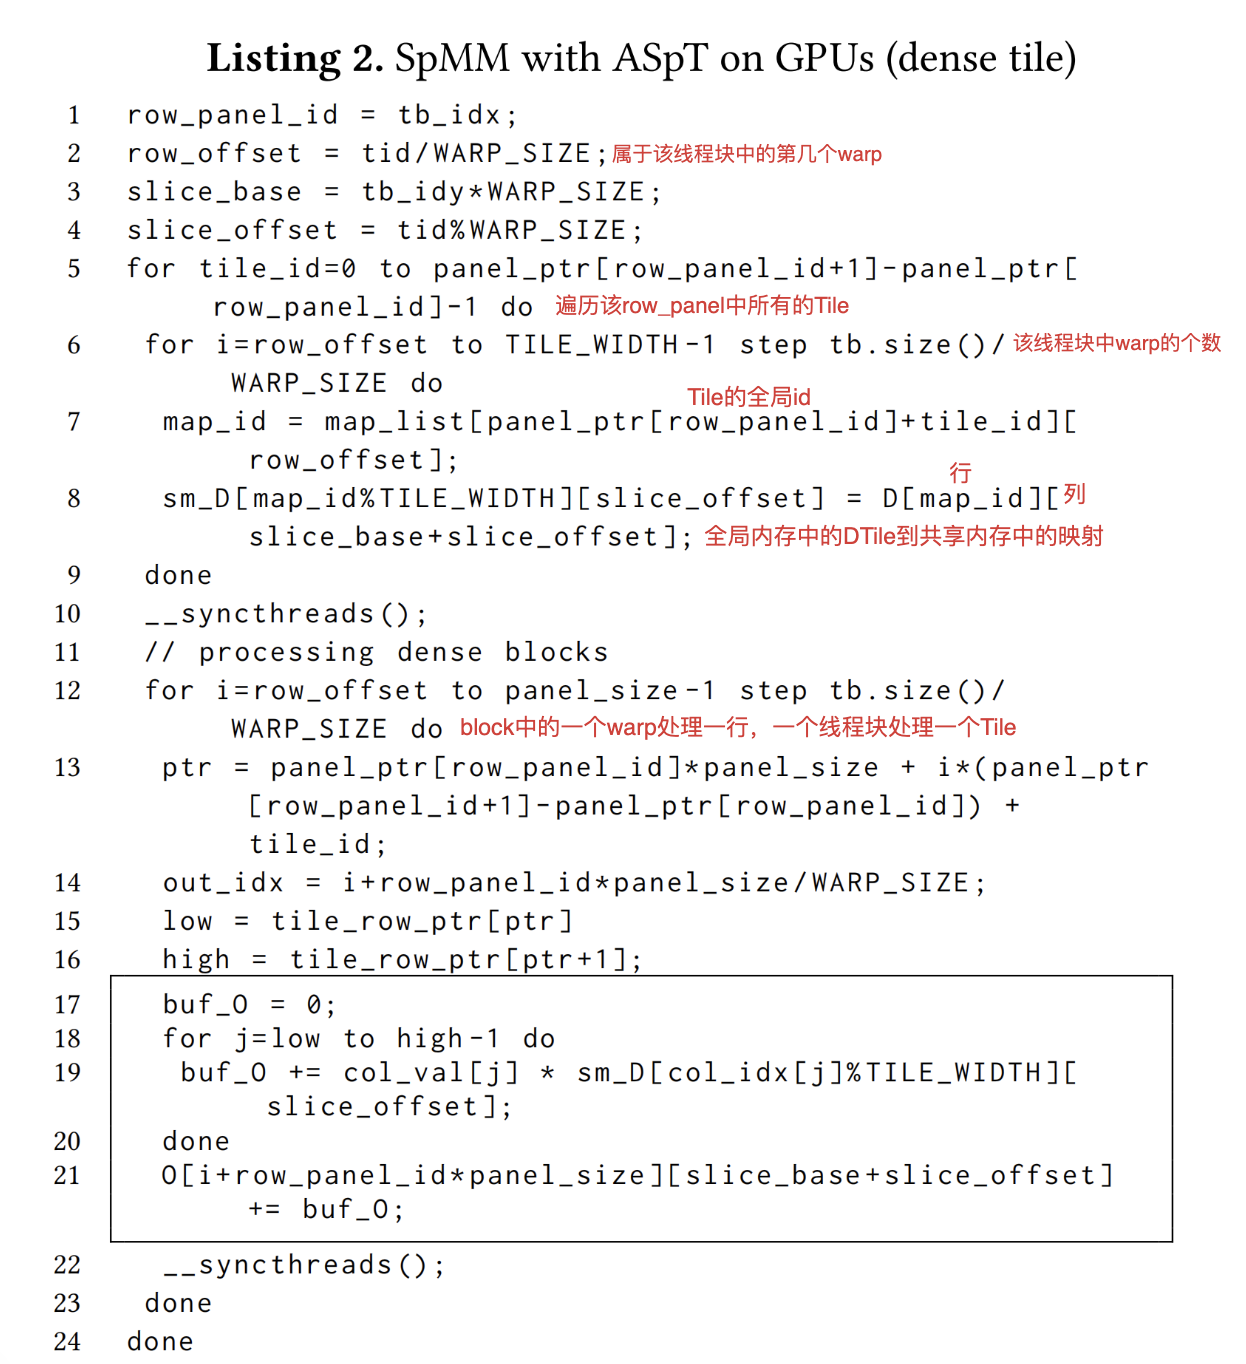 Listing 2. SpMM with ASpT on GPUs (dense tile)
1 row_panel_id = tb_idx;
2 row_offset = tid/WARP_SIZE; 属于该线程块中的第几个warp
3 slice_base = tb_idy*WARP_SIZE;
4 slice_offset = tid%WARP_SIZE;
5 for tile_id=0 to panel_ptr[row_panel_id+1]-panel_ptr[
row_panel_id]-1 do 遍历该row_panel中所有的Tile
6 for i=row_offset to TILE_WIDTH-1 step tb.size()/ 该线程块中warp的个数
WARP_SIZE do
Tile的全局id
7 map_id = map_list[panel_ptr[row_panel_id]+tile_id][
row_offset];
行
8 sm_D[map_id%TILE_WIDTH][slice_offset] = D[map_id][ 列
slice_base+slice_offset]; 全局内存中的DTile到共享内存中的映射
9 done
10 __syncthreads();
11 // processing dense blocks
12 for i=row_offset to panel_size-1 step tb.size()/
WARP_SIZE do block中的一个warp处理一行，一个线程块处理一个Tile
13 ptr = panel_ptr[row_panel_id]*panel_size + i*(panel_ptr
[row_panel_id+1]-panel_ptr[row_panel_id]) +
tile_id;
14 out_idx = i+row_panel_id*panel_size/WARP_SIZE;
15 low = tile_row_ptr[ptr]
16 high = tile_row_ptr[ptr+1];
17 buf_O = 0;
18 for j=low to high-1 do
19 buf_O += col_val[j] * sm_D[col_idx[j]%TILE_WIDTH][
slice_offset];
20 done
21 O[i+row_panel_id*panel_size][slice_base+slice_offset]
+= buf_O;
22 __syncthreads();
23 done
24 done